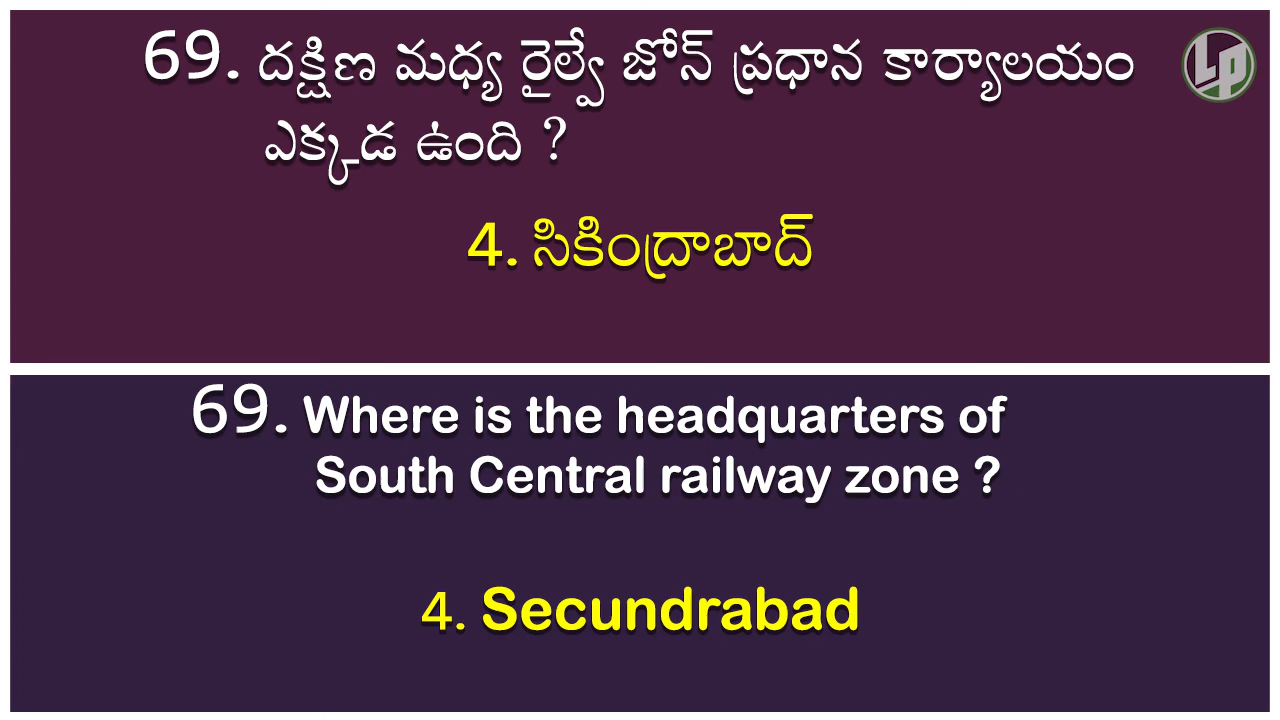 69. దక్షిణ మధ్య రైల్వే జోన్ ప్రధాన కార్యాలయం
ఎక్కడ ఉంది ?
4. సికింద్రాబాద్
69. Where is the headquarters of
South Central railway zone ?
4. Secundrabad
LP